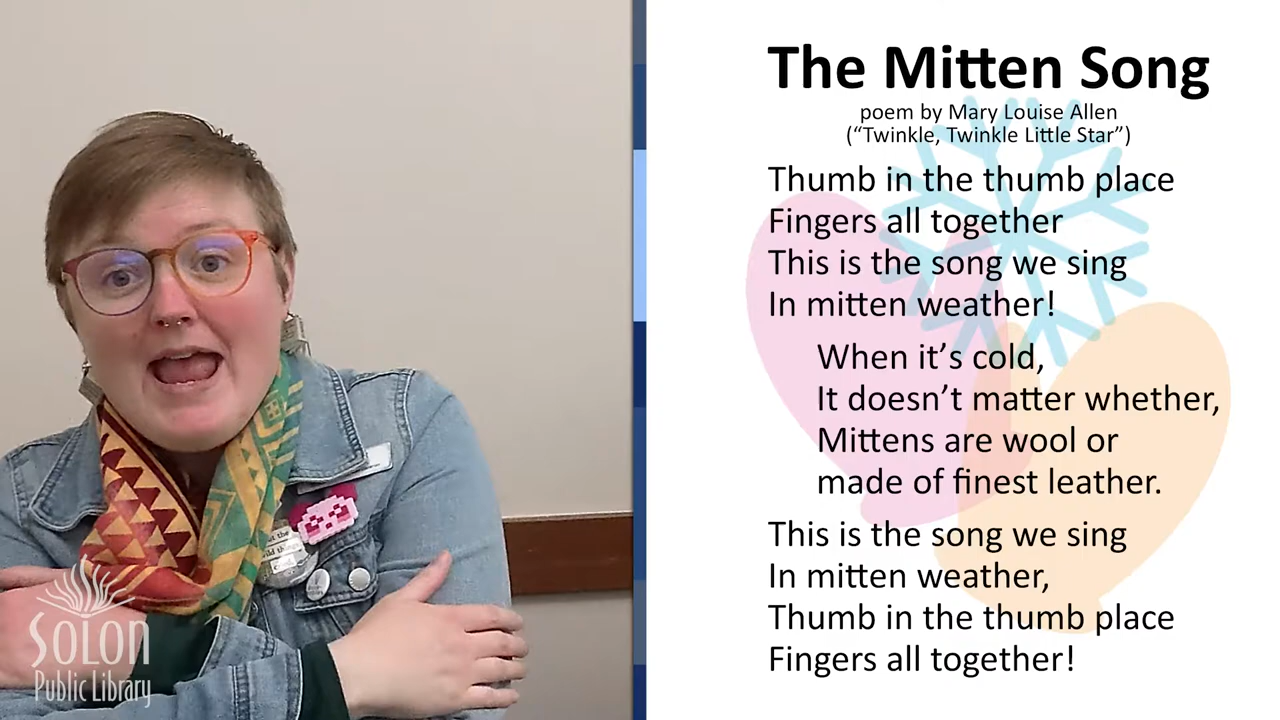 The Mitten Song
poem by Mary Louise Allen
(“Twinkle, Twinkle Little Star”)
Thumb in the thumb place
Fingers all together
This is the song we sing
In mitten weather!
When it’s cold,
It doesn’t matter whether,
Mittens are wool or
made of finest leather.
This is the song we sing
In mitten weather,
Thumb in the thumb place
Fingers all together!
SOLON
Public Library
wild things